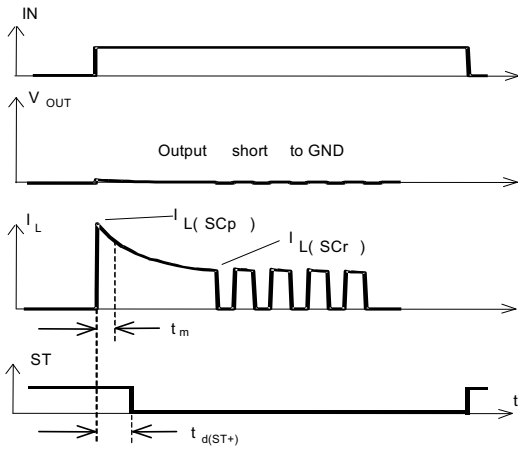 IN
V OUT
Output short to GND
I L
I L( SCp )
I L( SCr )
t m
ST
t
t d(ST+)